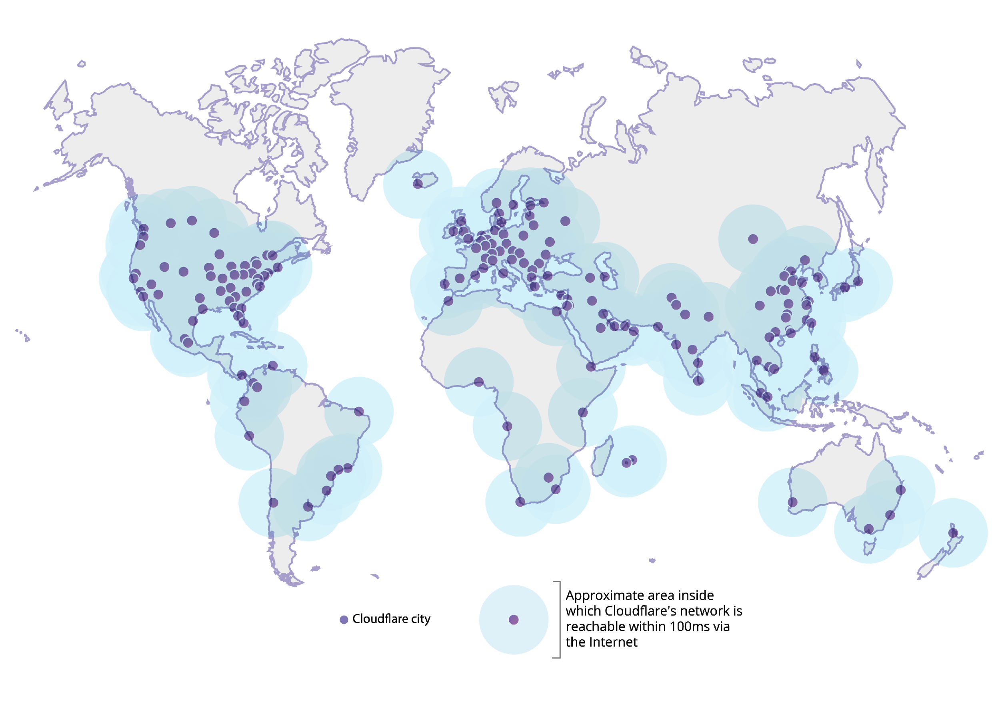 Cloudflare city
Approximate area inside
which Cloudflare's network is
reachable within 100ms via
the Internet